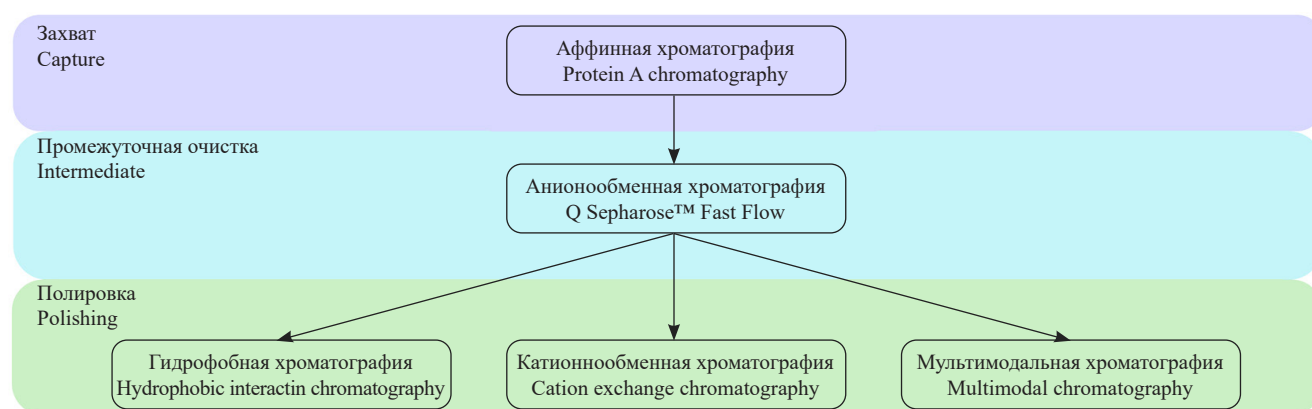 Захват
Capture
Аффинная хроматография
Protein A chromatography
Промежуточная очистка
Intermediate
Анионообменная хроматография
Q Sepharose™ Fast Flow
Полировка
Polishing
Гидрофобная хроматография
Hydrophobic interactin chromatography
Катионнообменная хроматография
Cation exchange chromatography
Мультимодальная хроматография
Multimodal chromatography